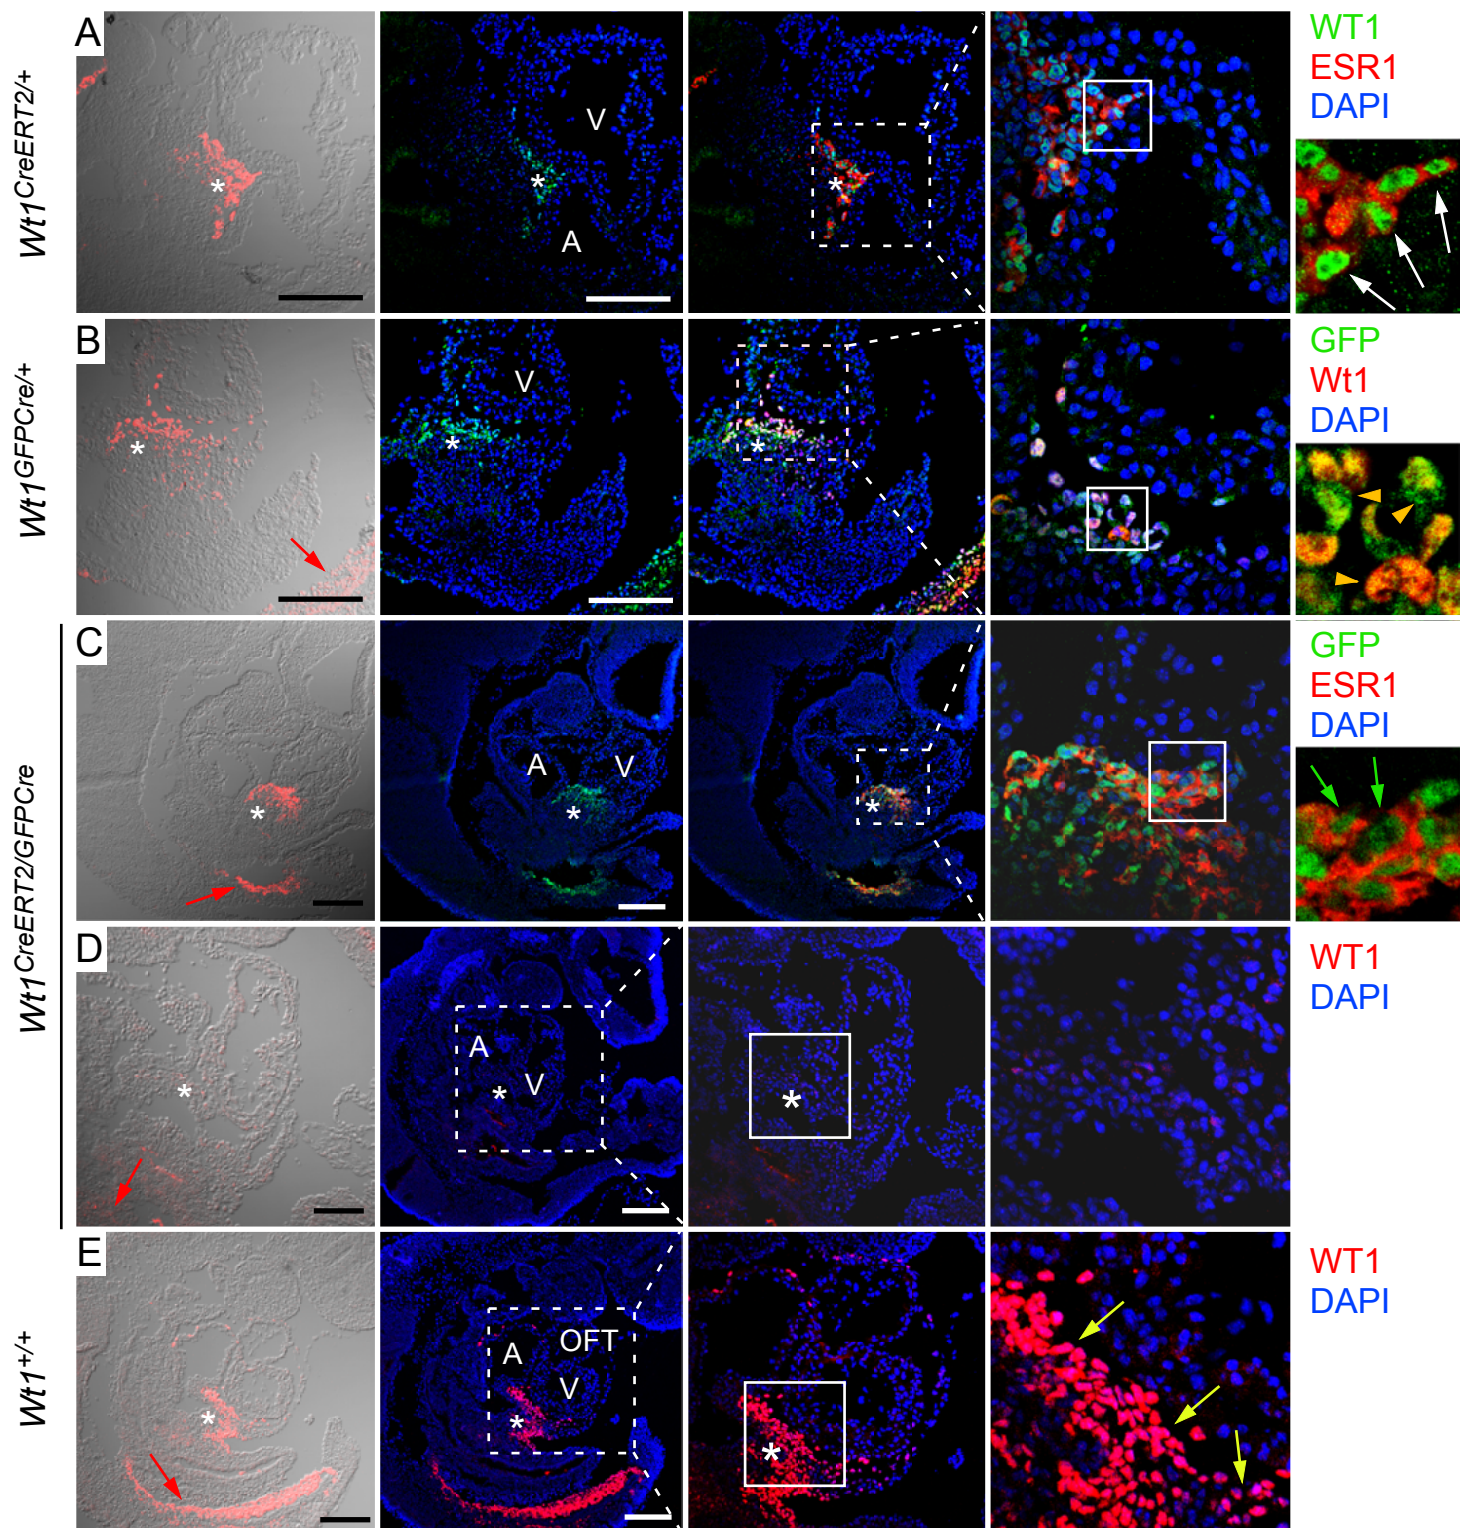 A
Wt1CreERT2/+
*
V
*
A
*
WT1
ESR1
DAPI
B
Wt1GFPCre/+
*
V
*
*
GFP
Wt1
DAPI
C
Wt1CreERT2/GFPCre
*
A
V
*
*
GFP
ESR1
DAPI
D
*
A
V
*
*
WT1
DAPI
E
Wt1+/+
*
OFT
A
V
*
*
WT1
DAPI